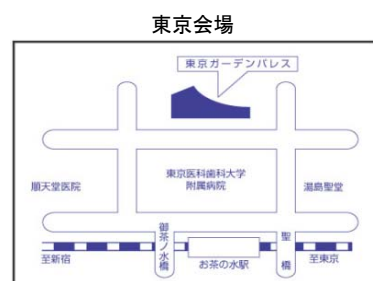 東京会場
東京ガーデンパレス
順天堂医院
東京医科歯科大学
附属病院
湯島聖堂
御茶ノ水橋
聖橋
至新宿
お茶の水駅
至東京